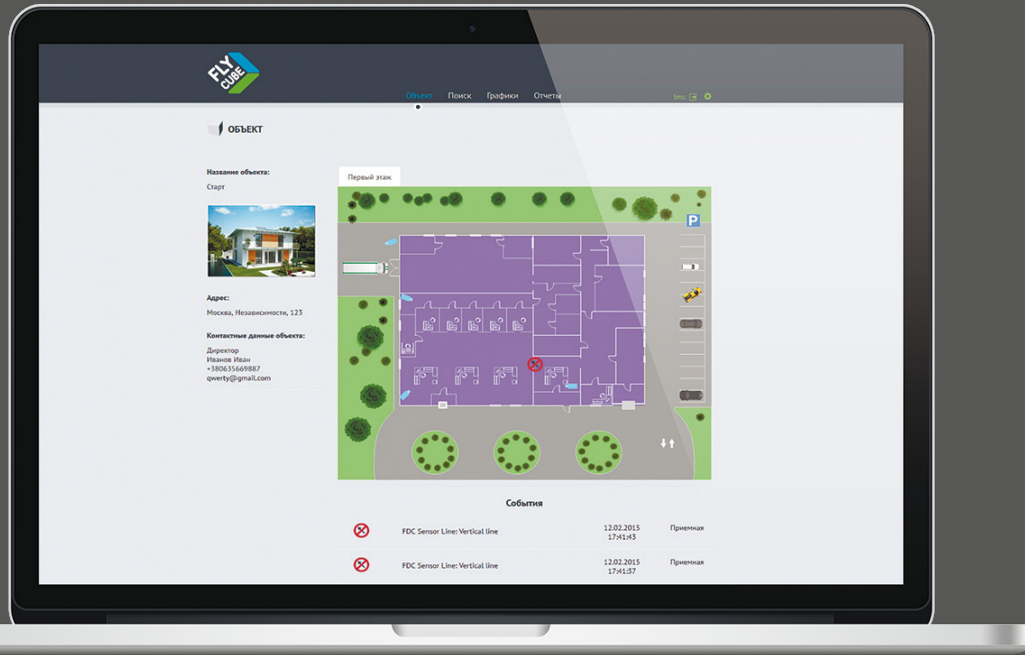 FLY
CUBE
Объект Поиск Графики Отчеты
lms
ОБЪЕКТ
Название объекта:
Старт
Первый этаж
P
Адрес:
Москва, Независимости, 123
Контактные данные объекта:
Директор
Иванов Иван
+380635669887
qwerty@gmail.com
События
FDC Sensor Line: Vertical line 12.02.2015 17:41:43 Приемная
FDC Sensor Line: Vertical line 12.02.2015 17:41:37 Приемная